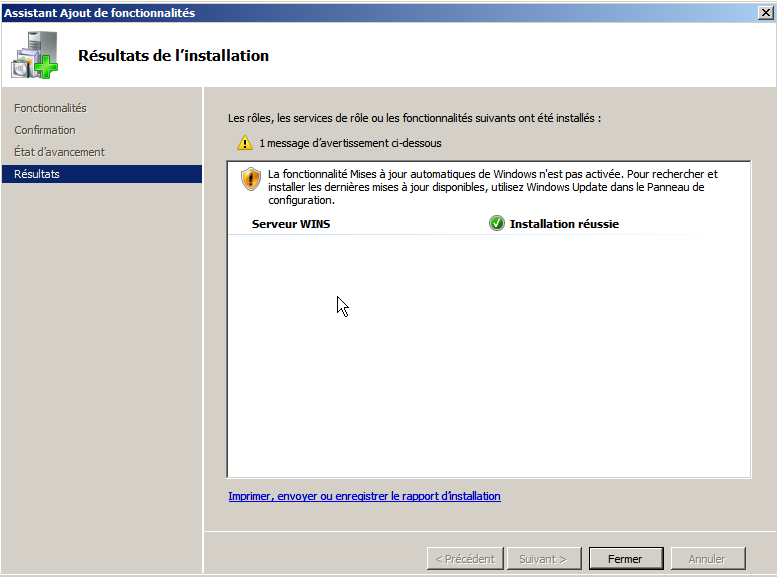 Assistant Ajout de fonctionnalités
Résultats de l'installation
Fonctionnalités
Confirmation
État d'avancement
Résultats
Les rôles, les services de rôle ou les fonctionnalités suivants ont été installés :
1 message d'avertissement ci-dessous
La fonctionnalité Mises à jour automatiques de Windows n'est pas activée. Pour rechercher et
installer les dernières mises à jour disponibles, utilisez Windows Update dans le Panneau de
configuration.
Serveur WINS Installation réussie
Imprimer, envoyer ou enregistrer le rapport d'installation
< Précédent Suivant > Fermer Annuler